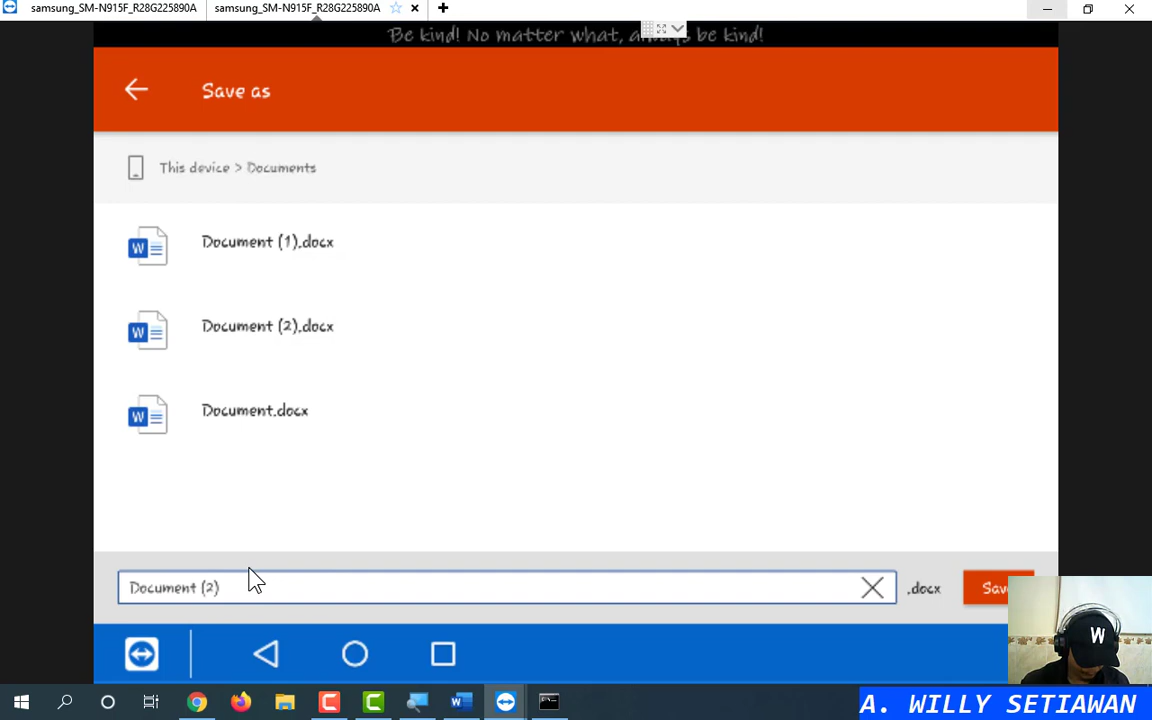 samsung_SM-N915F_R28G225890A
samsung_SM-N915F_R28G225890A
Be kind! No matter what, always be kind!
Save as
This device > Documents
W Document (1).docx
W Document (2).docx
W Document.docx
Document (2)
.docx
W
A. WILLY SETIAWAN